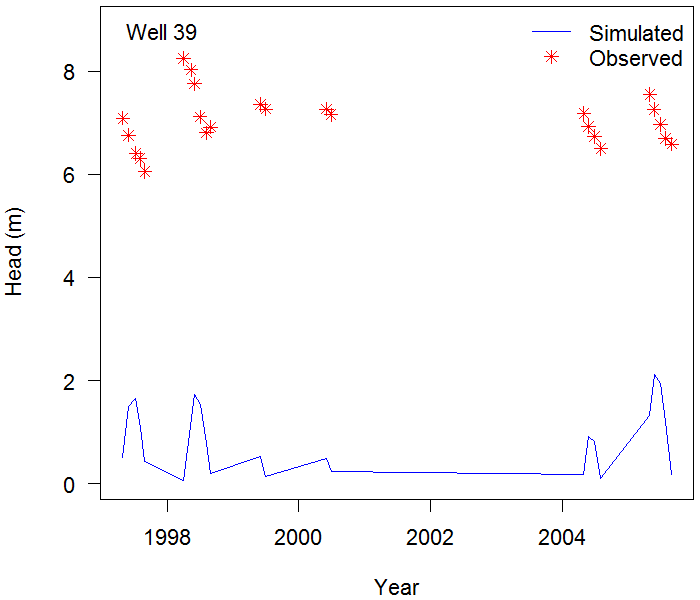 Well 39
Simulated
Observed
8
6
4
2
0
Head (m)
1998 2000 2002 2004
Year